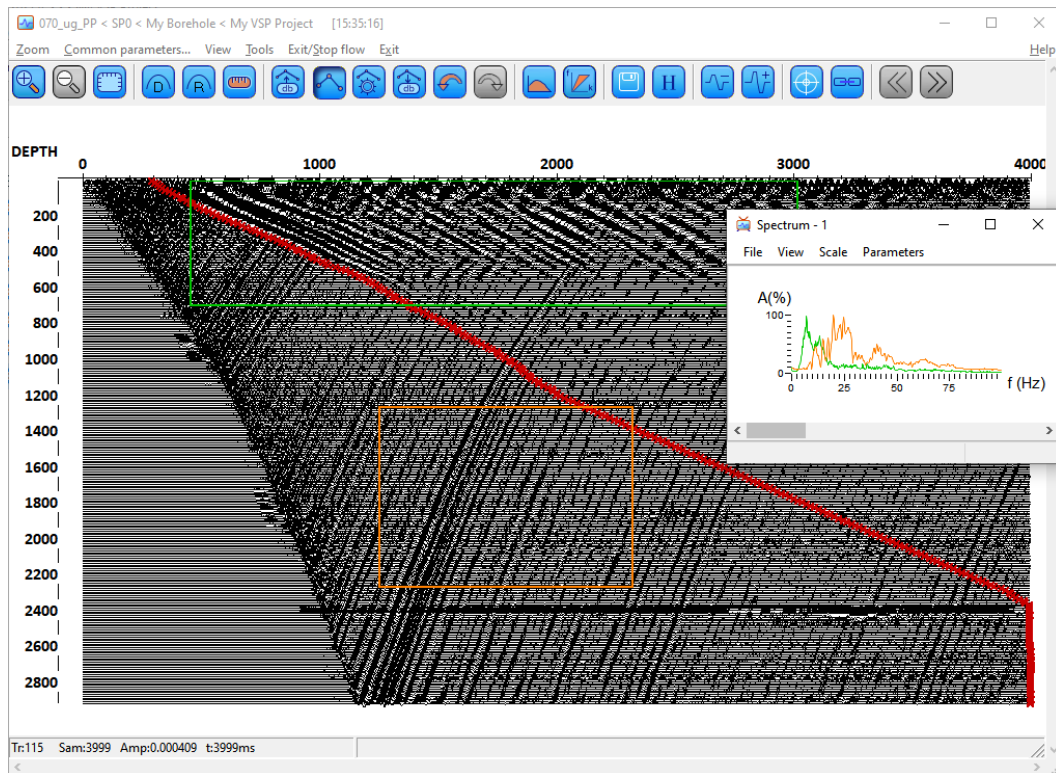 070_ug_PP < SP0 < My Borehole < My VSP Project [15:35:16]
Zoom Common parameters... View Tools Exit/Stop flow Exit Help
D R db db f k H
DEPTH
0 1000 2000 3000 4000
200
400
600
800
1000
1200
1400
1600
1800
2000
2200
2400
2600
2800
Spectrum - 1
File View Scale Parameters
A(%)
100
0
0 25 50 75 f (Hz)
Tr:115 Sam:3999 Amp:0.000409 t:3999ms